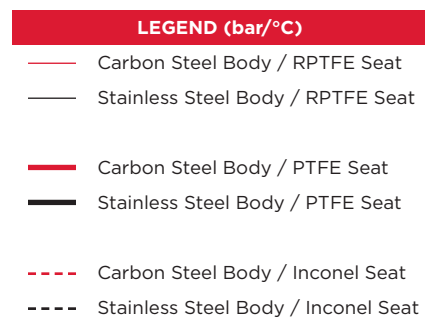 LEGEND (bar/°C)
Carbon Steel Body / RPTFE Seat
Stainless Steel Body / RPTFE Seat
Carbon Steel Body / PTFE Seat
Stainless Steel Body / PTFE Seat
Carbon Steel Body / Inconel Seat
Stainless Steel Body / Inconel Seat